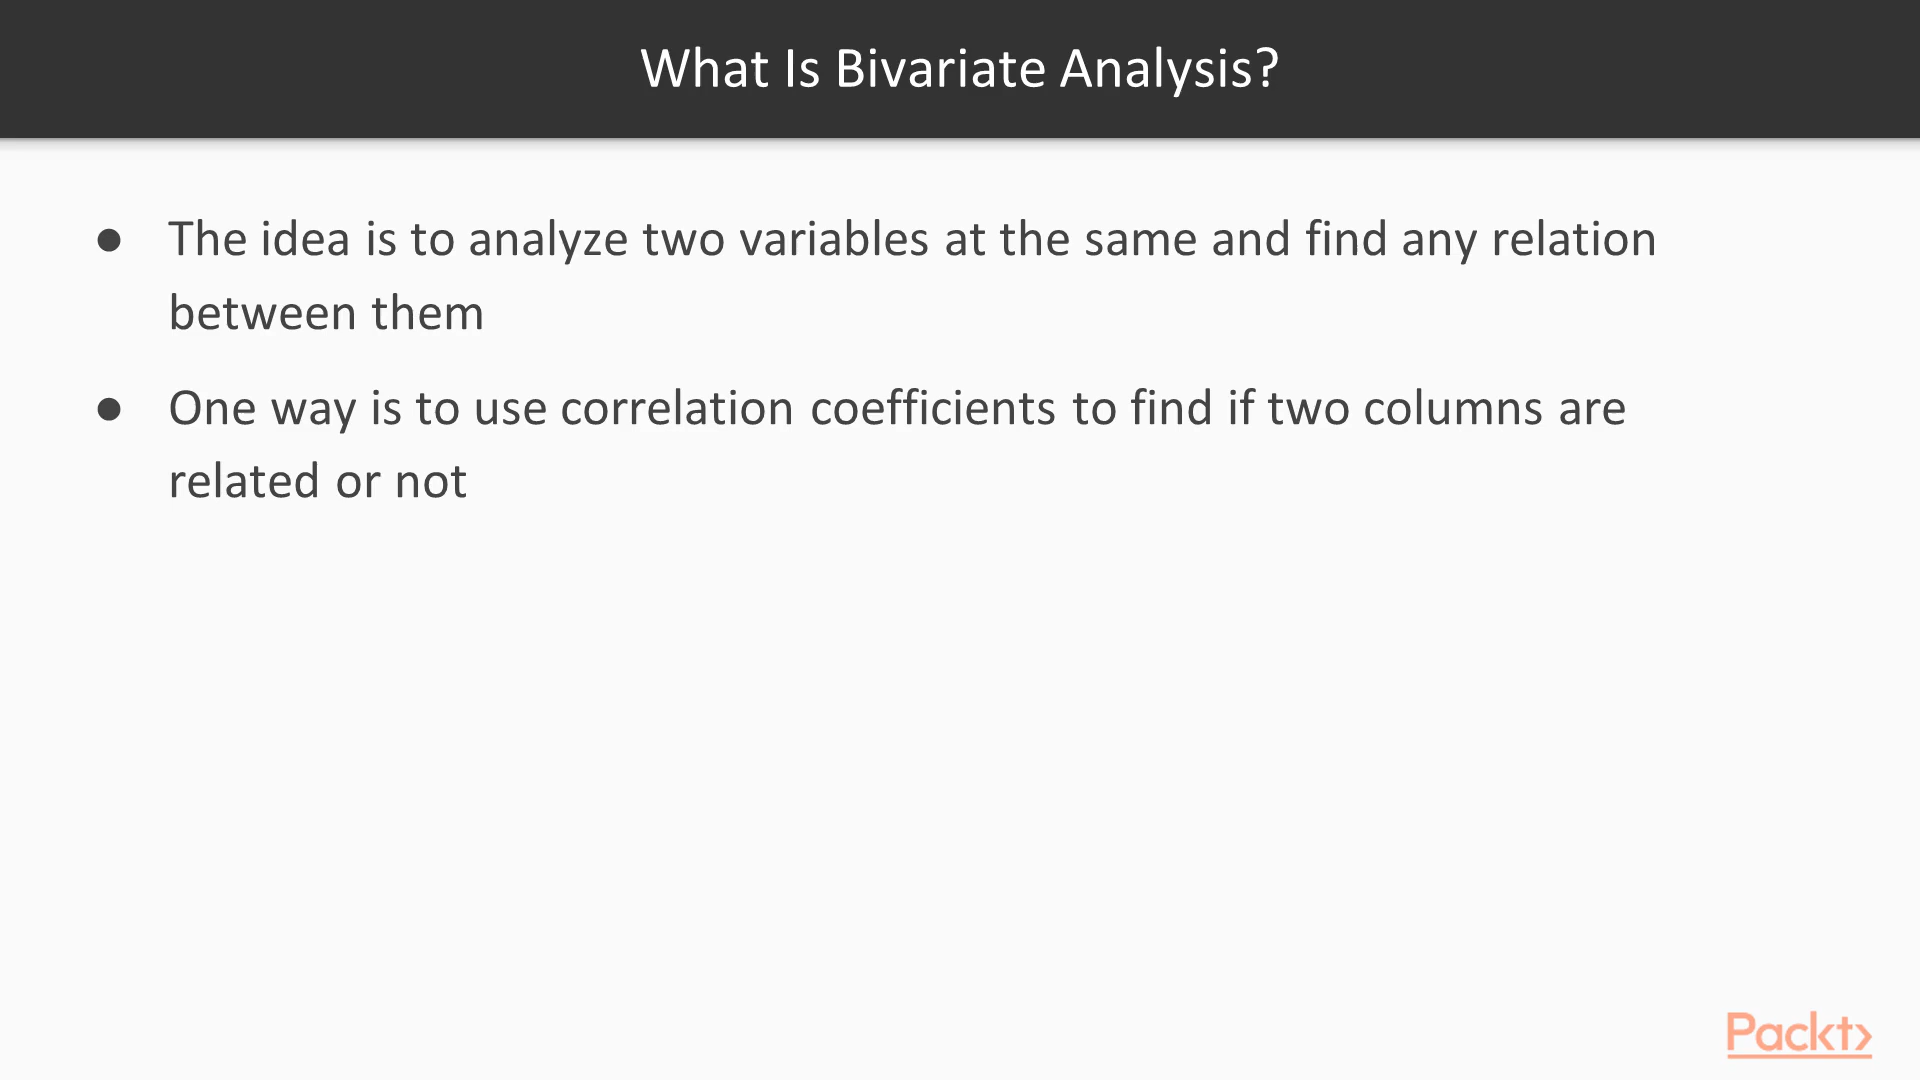 What Is Bivariate Analysis?
● The idea is to analyze two variables at the same and find any relation
between them
● One way is to use correlation coefficients to find if two columns are
related or not
Packt>